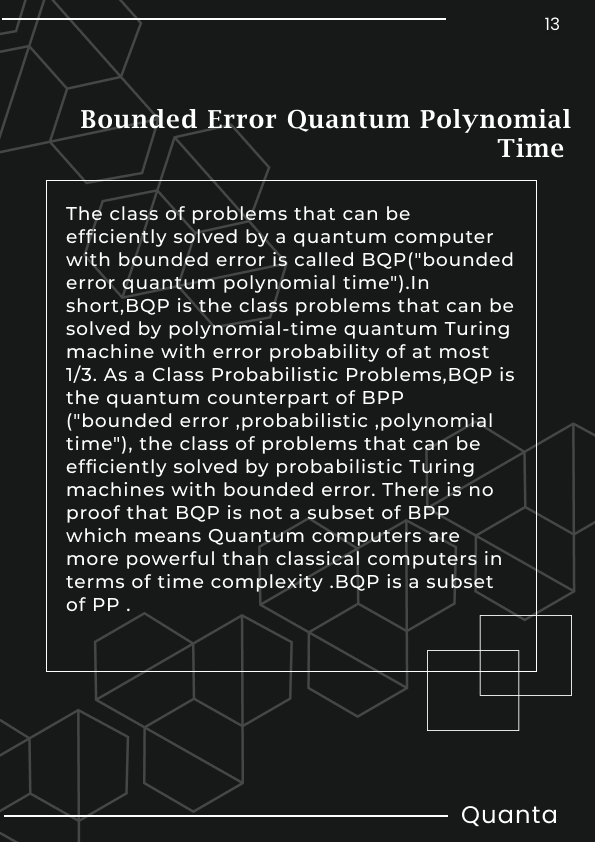 13
Bounded Error Quantum Polynomial
Time
The class of problems that can be
efficiently solved by a quantum computer
with bounded error is called BQP("bounded
error quantum polynomial time").In
short,BQP is the class problems that can be
solved by polynomial-time quantum Turing
machine with error probability of at most
1/3. As a Class Probabilistic Problems,BQP is
the quantum counterpart of BPP
("bounded error ,probabilistic ,polynomial
time"), the class of problems that can be
efficiently solved by probabilistic Turing
machines with bounded error. There is no
proof that BQP is not a subset of BPP
which means Quantum computers are
more powerful than classical computers in
terms of time complexity .BQP is a subset
of PP .
Quanta